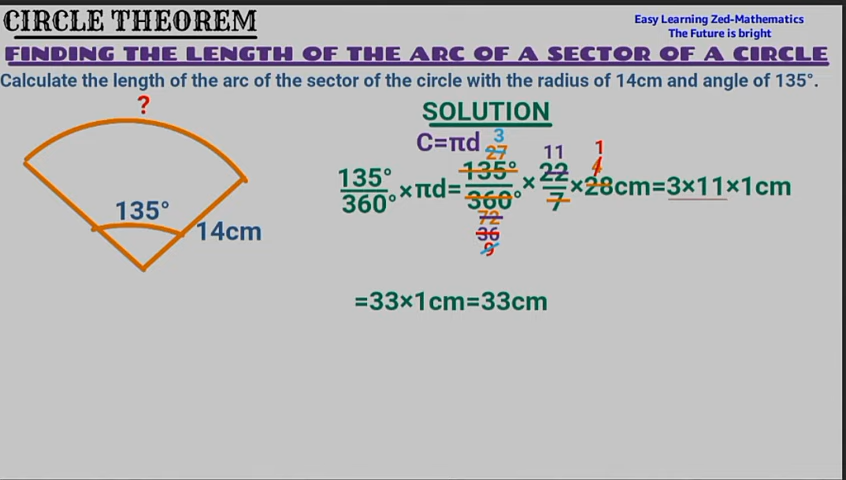 CIRCLE THEOREM
Easy Learning Zed-Mathematics
The Future is bright
FINDING THE LENGTH OF THE ARC OF A SECTOR OF A CIRCLE
Calculate the length of the arc of the sector of the circle with the radius of 14cm and angle of 135°.
?
135°
14cm
SOLUTION
C=πd
3
27
11
1
4
135°/360° ×πd= 135°/360° × 22/7 ×28cm=3×11×1cm
72
36
9
=33×1cm=33cm